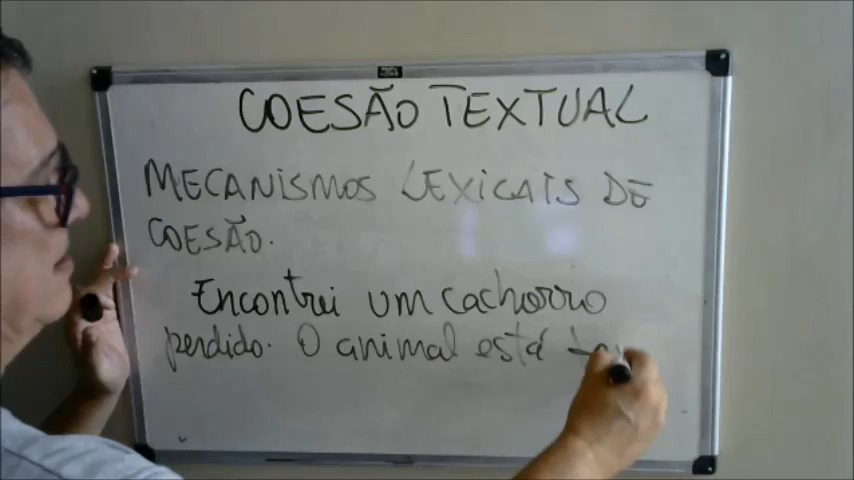 COESÃO TEXTUAL
MECANISMOS LEXICAIS DE
COESÃO.
Encontrei um cachorro
perdido. O animal está